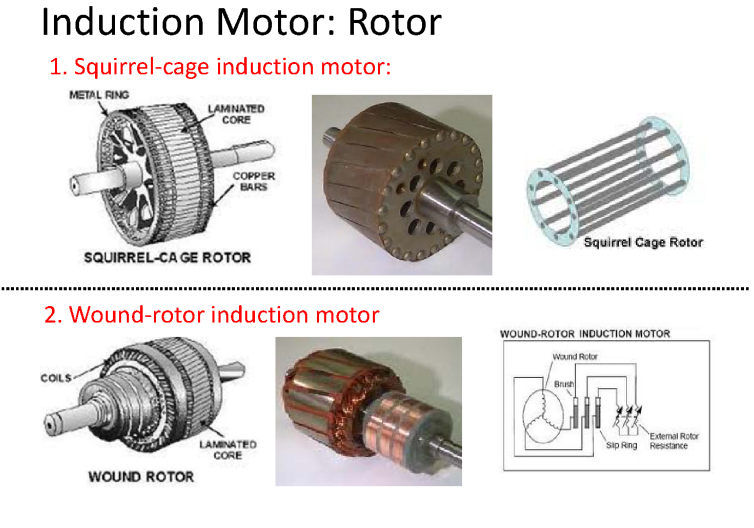 Induction Motor: Rotor
1. Squirrel-cage induction motor:
METAL RING
LAMINATED
CORE
COPPER
BARS
SQUIRREL-CAGE ROTOR
Squirrel Cage Rotor
2. Wound-rotor induction motor
COILS
LAMINATED
CORE
WOUND ROTOR
WOUND-ROTOR INDUCTION MOTOR
Wound Rotor
Brush
Slip Ring
External Rotor
Resistance